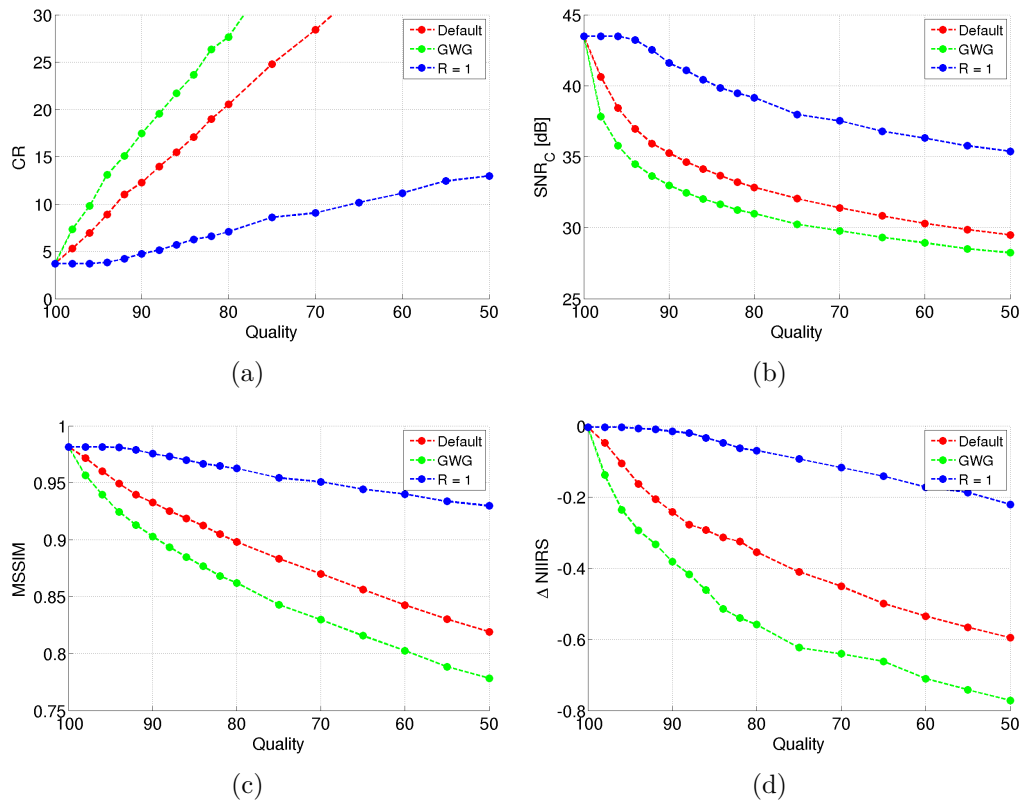 30
25
20
15
10
5
0
CR
100
90
80
70
60
50
Quality
Default
GWG
R = 1
(a)
45
40
35
30
25
SNR_C [dB]
100
90
80
70
60
50
Quality
Default
GWG
R = 1
(b)
1
0.95
0.9
0.85
0.8
0.75
MSSIM
100
90
80
70
60
50
Quality
Default
GWG
R = 1
(c)
0
-0.2
-0.4
-0.6
-0.8
Δ NIIRS
100
90
80
70
60
50
Quality
Default
GWG
R = 1
(d)